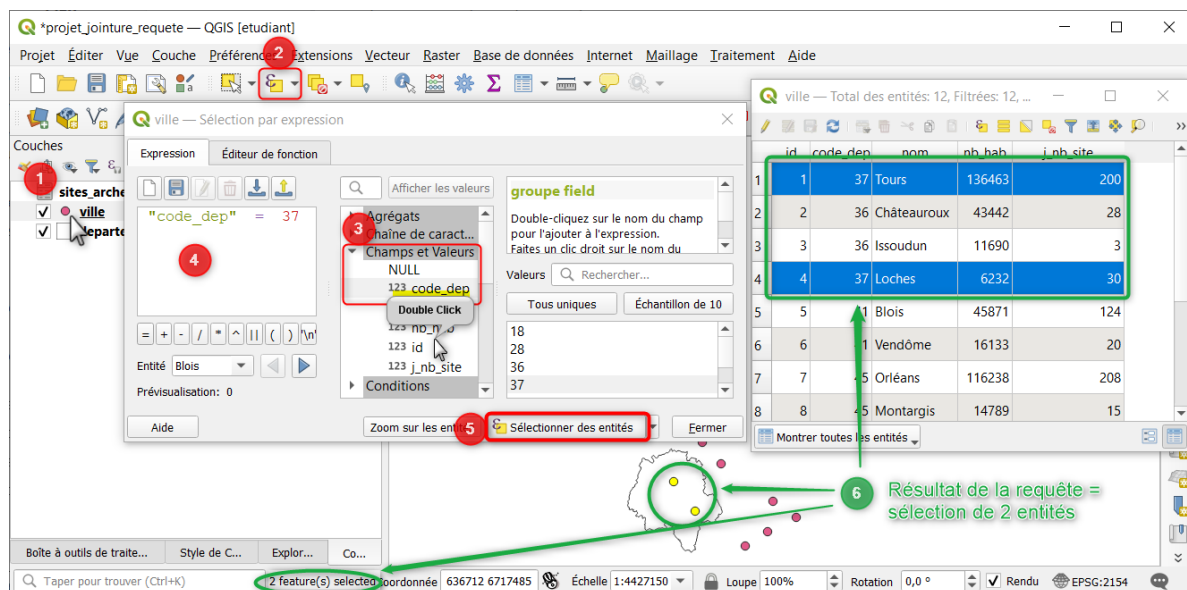 *projet_jointure_requete — QGIS [etudiant]
Projet Éditer Vue Couche Préférences Extensions Vecteur Raster Base de données Internet Maillage Traitement Aide
2
ville — Total des entités: 12, Filtrées: 12, ...
ville — Sélection par expression
Couches
1
sites_arche
ville
departe
Expression Éditeur de fonction
"code_dep" = 37
4
= + - / * ^ || ( ) '\n'
Entité Blois
Prévisualisation: 0
Afficher les valeurs
3
Agrégats
Chaîne de caract...
Champs et Valeurs
NULL
123 code_dep
Double Click
123 nb_hab
123 id
123 j_nb_site
Conditions
groupe field
Double-cliquez sur le nom du champ
pour l'ajouter à l'expression.
Faites un clic droit sur le nom du
Valeurs Rechercher...
Tous uniques Échantillon de 10
18
28
36
37
Aide Zoom sur les entit 5 Sélectionner des entités Fermer
id code_dep nom nb_hab j_nb_site
1 1 37 Tours 136463 200
2 2 36 Châteauroux 43442 28
3 3 36 Issoudun 11690 3
4 4 37 Loches 6232 30
5 5 41 Blois 45871 124
6 6 41 Vendôme 16133 20
7 7 45 Orléans 116238 208
8 8 45 Montargis 14789 15
Montrer toutes les entités
6
Résultat de la requête =
sélection de 2 entités
Boîte à outils de traite... Style de C... Explor... Co...
Taper pour trouver (Ctrl+K) 2 feature(s) selected oordonnée 636712 6717485 Échelle 1:4427150 Loupe 100% Rotation 0,0 ° Rendu EPSG:2154